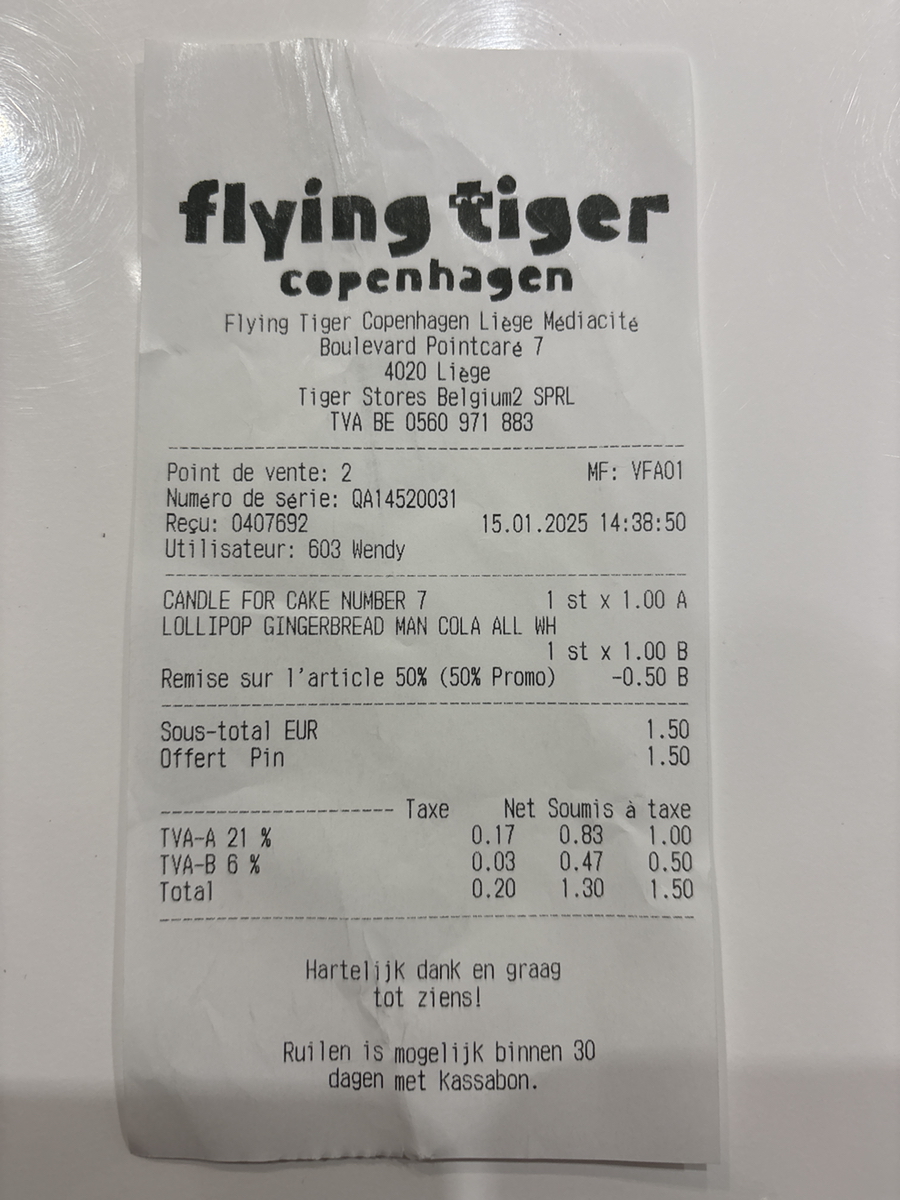 flying tiger
copenhagen
Flying Tiger Copenhagen Liège Médiacité
Boulevard Pointcaré 7
4020 Liège
Tiger Stores Belgium2 SPRL
TVA BE 0560 971 883
Point de vente: 2 MF: VFA01
Numéro de série: QA14520031
Reçu: 0407692 15.01.2025 14:38:50
Utilisateur: 603 Wendy
CANDLE FOR CAKE NUMBER 7 1 st x 1.00 A
LOLLIPOP GINGERBREAD MAN COLA ALL WH
1 st x 1.00 B
Remise sur l'article 50% (50% Promo) -0.50 B
Sous-total EUR 1.50
Offert Pin 1.50
Taxe Net Soumis à taxe
TVA-A 21 % 0.17 0.83 1.00
TVA-B 6 % 0.03 0.47 0.50
Total 0.20 1.30 1.50
Hartelijk dank en graag
tot ziens!
Ruilen is mogelijk binnen 30
dagen met kassabon.